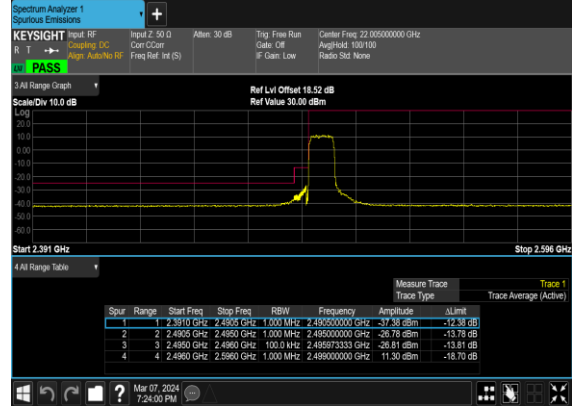 Spectrum Analyzer 1
Spurious Emissions
KEYSIGHT Input: RF Input Z: 50 Ω Atten: 30 dB Trig: Free Run Center Freq: 22.005000000 GHz
R T Coupling: DC Corr CCorr Gate: Off Avg|Hold: 100/100
Align: Auto/No RF Freq Ref: Int (S) IF Gain: Low Radio Std: None
PASS
3 All Range Graph Ref Lvl Offset 18.52 dB
Scale/Div 10.0 dB Ref Value 30.00 dBm
Log
20.0
10.0
0.00
-10.0
-20.0
-30.0
-40.0
-50.0
-60.0
Start 2.391 GHz Stop 2.596 GHz
4 All Range Table
Measure Trace Trace 1
Trace Type Trace Average (Active)
Spur Range Start Freq Stop Freq RBW Frequency Amplitude ΔLimit
1 1 2.3910 GHz 2.4905 GHz 1.000 MHz 2.490500000 GHz -37.38 dBm -12.38 dB
2 2 2.4905 GHz 2.4950 GHz 1.000 MHz 2.495000000 GHz -26.78 dBm -13.78 dB
3 3 2.4950 GHz 2.4960 GHz 100.0 kHz 2.495973333 GHz -26.81 dBm -13.81 dB
4 4 2.4960 GHz 2.5960 GHz 1.000 MHz 2.499000000 GHz 11.30 dBm -18.70 dB
Mar 07, 2024
7:24:00 PM